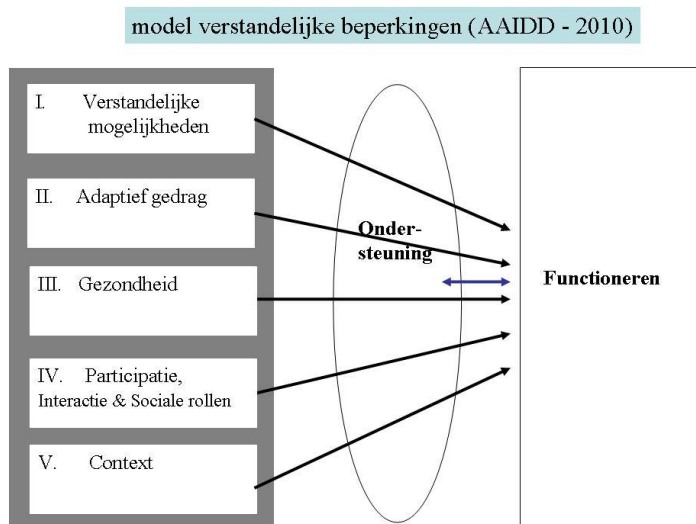 model verstandelijke beperkingen (AAIDD - 2010)
I. Verstandelijke
mogelijkheden
II. Adaptief gedrag
Onder-
steuning
III. Gezondheid
Functioneren
IV. Participatie,
Interactie & Sociale rollen
V. Context